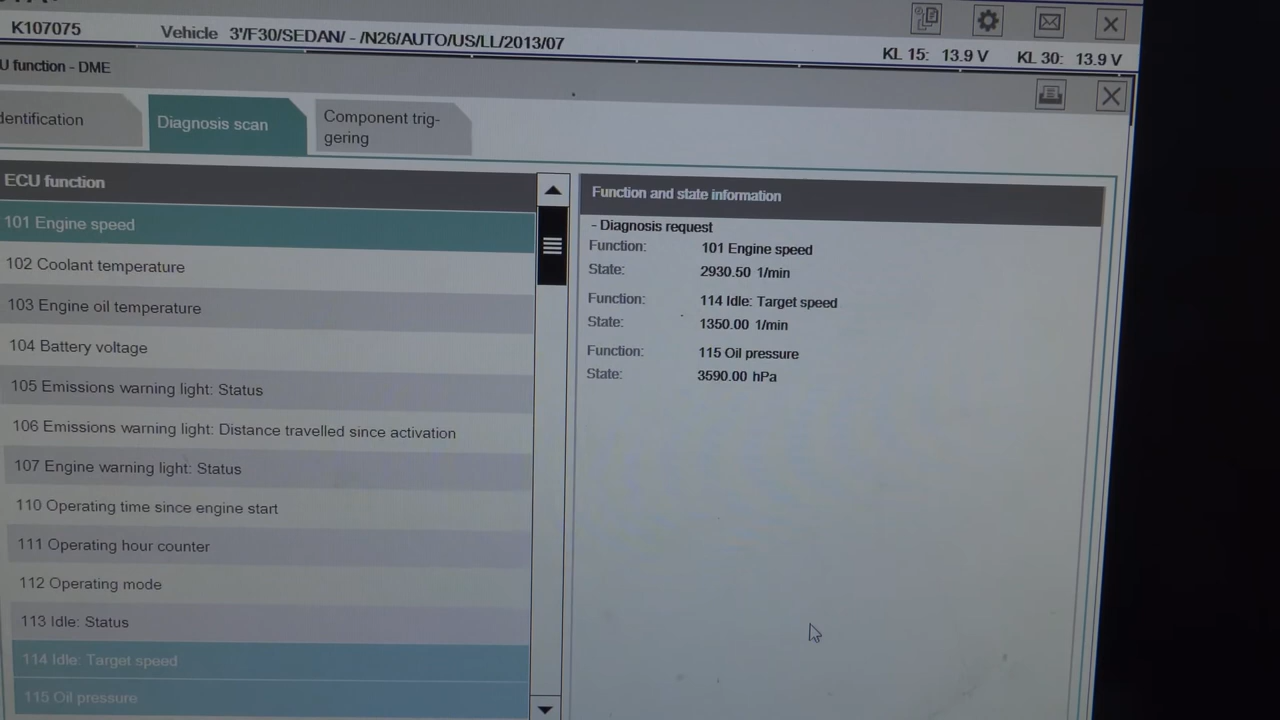 K107075
Vehicle 3'/F30/SEDAN/ - /N26/AUTO/US/LL/2013/07
KL 15: 13.9 V KL 30: 13.9 V
U function - DME
dentification
Diagnosis scan
Component trig-
gering
ECU function
101 Engine speed
102 Coolant temperature
103 Engine oil temperature
104 Battery voltage
105 Emissions warning light: Status
106 Emissions warning light: Distance travelled since activation
107 Engine warning light: Status
110 Operating time since engine start
111 Operating hour counter
112 Operating mode
113 Idle: Status
114 Idle: Target speed
115 Oil pressure
Function and state information
- Diagnosis request
Function: 101 Engine speed
State: 2930.50 1/min
Function: 114 Idle: Target speed
State: 1350.00 1/min
Function: 115 Oil pressure
State: 3590.00 hPa